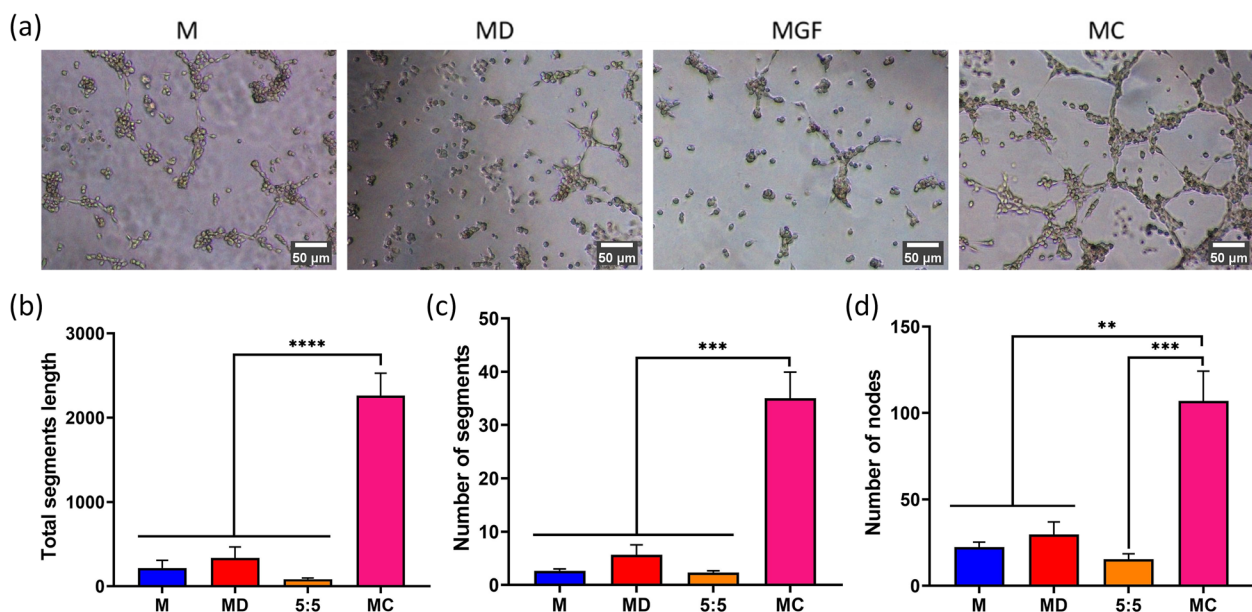 (a)
M
MD
MGF
MC
50 µm
50 µm
50 µm
50 µm
(b)
Total segments length
3000
2000
1000
0
****
M
MD
5:5
MC
(c)
Number of segments
50
40
30
20
10
0
***
M
MD
5:5
MC
(d)
Number of nodes
150
100
50
0
**
***
M
MD
5:5
MC